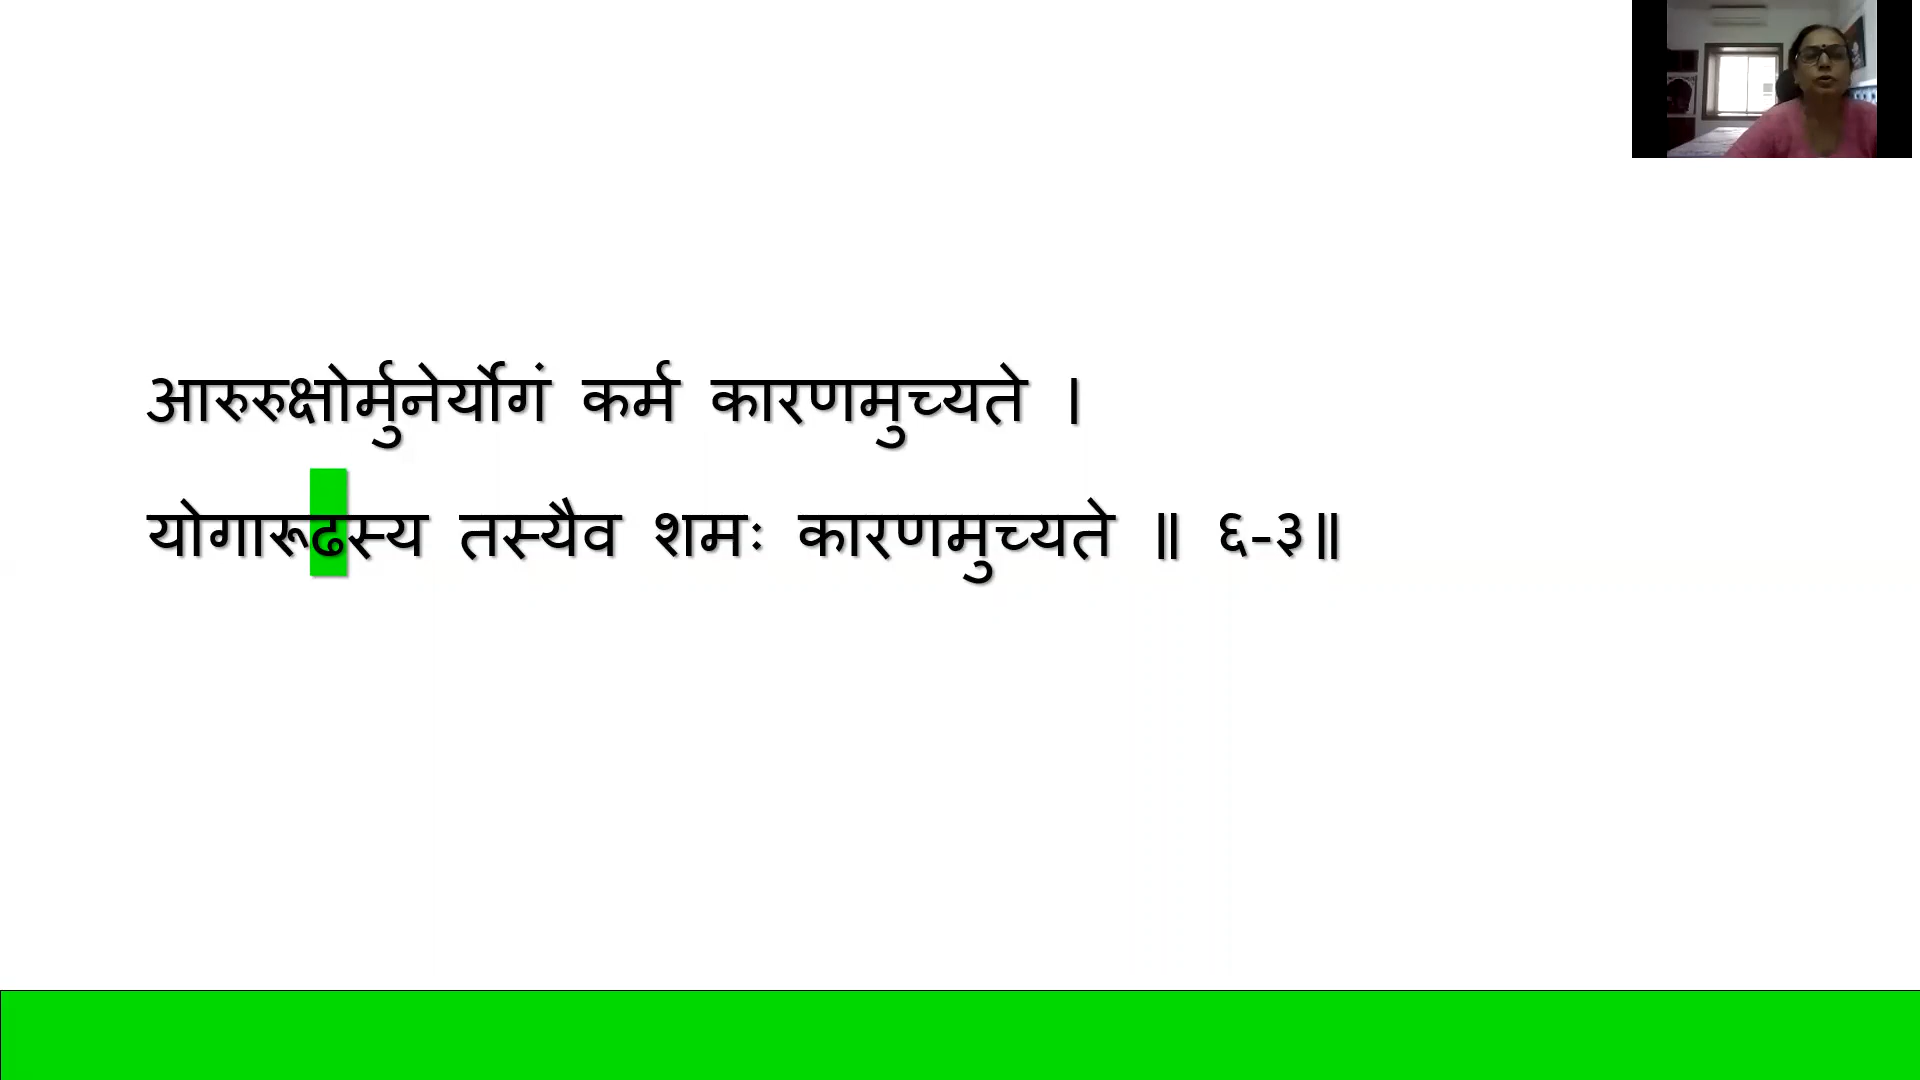 आरुरुक्षोर्मुनेर्योगं कर्म कारणमुच्यते ।
योगारूढस्य तस्यैव शमः कारणमुच्यते ॥ ६-३॥